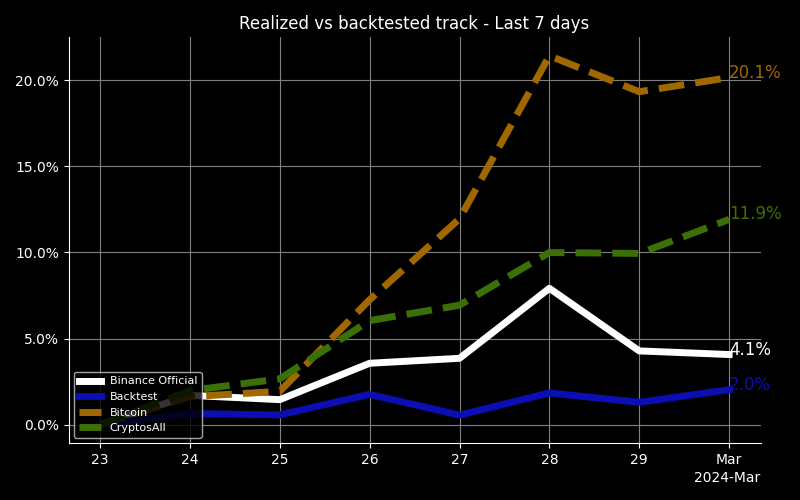 Realized vs backtested track - Last 7 days
20.0%
15.0%
10.0%
5.0%
0.0%
20.1%
11.9%
4.1%
2.0%
Binance Official
Backtest
Bitcoin
CryptosAll
23 24 25 26 27 28 29 Mar
2024-Mar